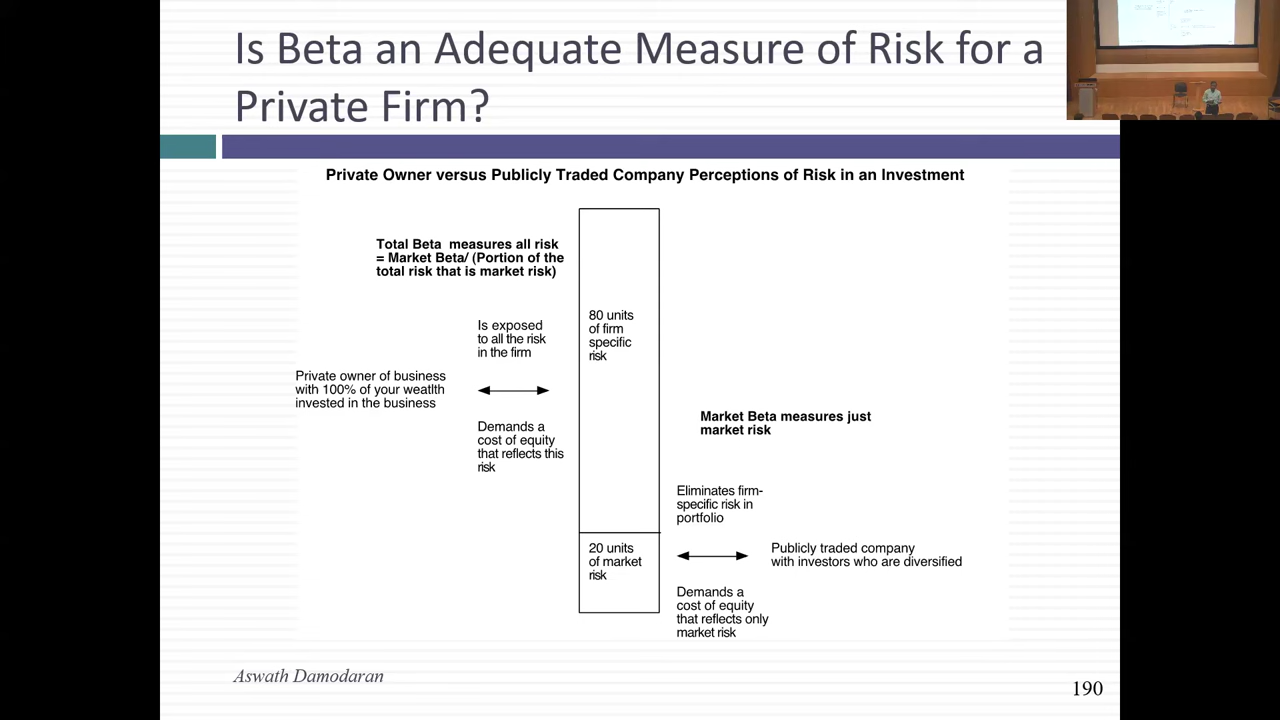 Is Beta an Adequate Measure of Risk for a
Private Firm?
Private Owner versus Publicly Traded Company Perceptions of Risk in an Investment
Total Beta measures all risk
= Market Beta/ (Portion of the
total risk that is market risk)
80 units
of firm
specific
risk
Is exposed
to all the risk
in the firm
Private owner of business
with 100% of your weatlth
invested in the business
Demands a
cost of equity
that reflects this
risk
Market Beta measures just
market risk
Eliminates firm-
specific risk in
portfolio
20 units
of market
risk
Publicly traded company
with investors who are diversified
Demands a
cost of equity
that reflects only
market risk
Aswath Damodaran
190